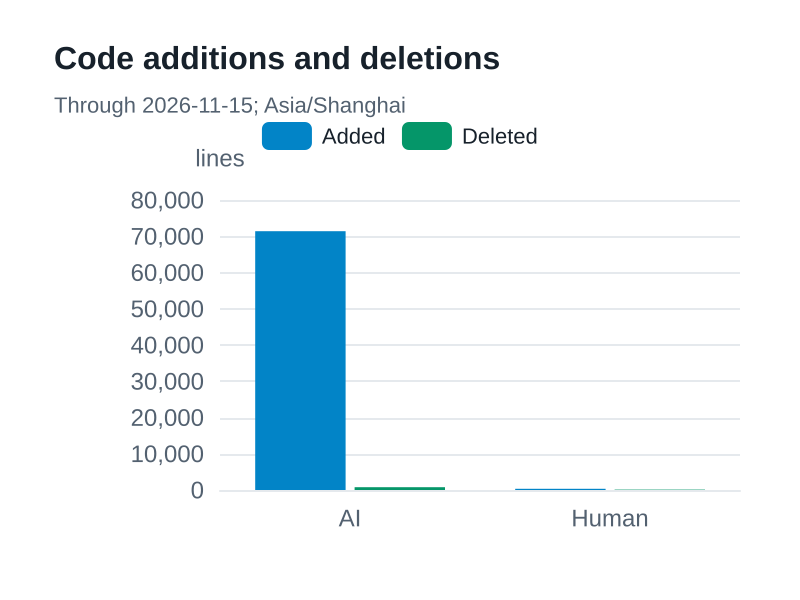 Code additions and deletions
Through 2026-11-15; Asia/Shanghai
Added Deleted
lines
80,000
70,000
60,000
50,000
40,000
30,000
20,000
10,000
0
AI Human